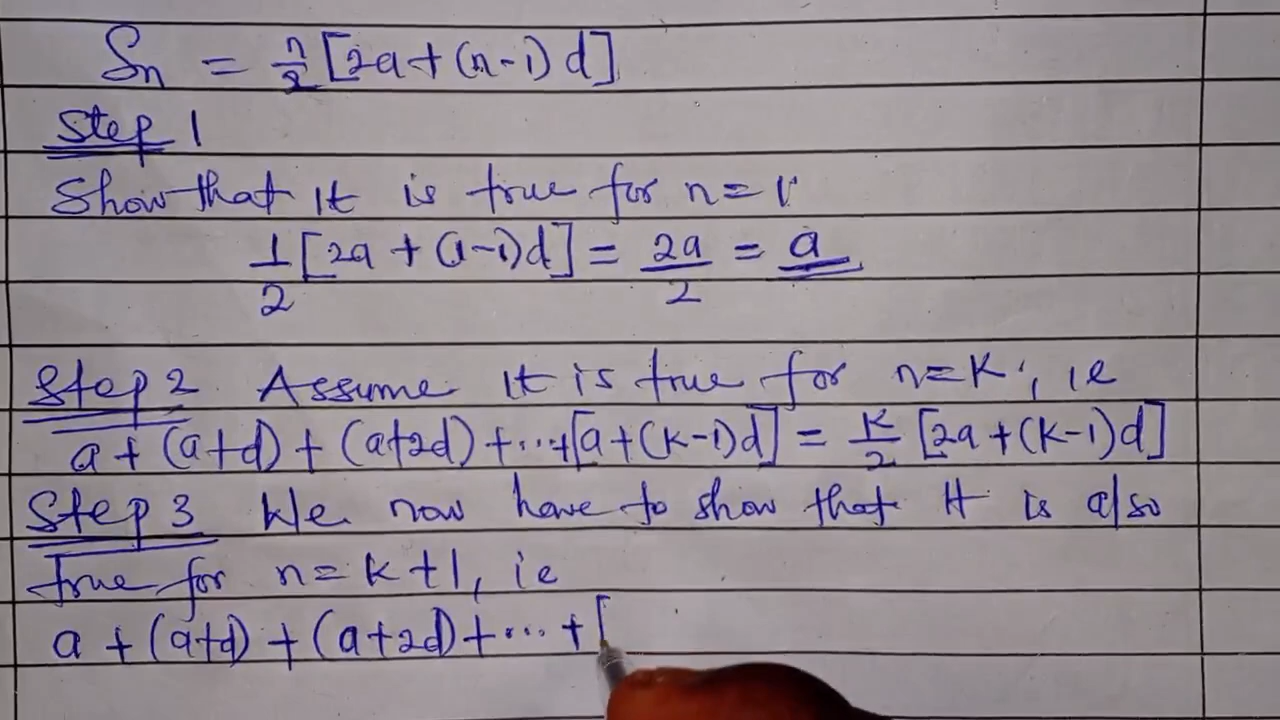 Sn = n/2 [2a + (n-1)d]
Step 1
Show that it is true for n=1
1/2 [2a + (1-1)d] = 2a/2 = a
Step 2 Assume it is true for n=k, ie
a + (a+d) + (a+2d) + ... + [a+(k-1)d] = k/2 [2a+(k-1)d]
Step 3 We now have to show that it is also
true for n=k+1, ie
a + (a+d) + (a+2d) + ... + [